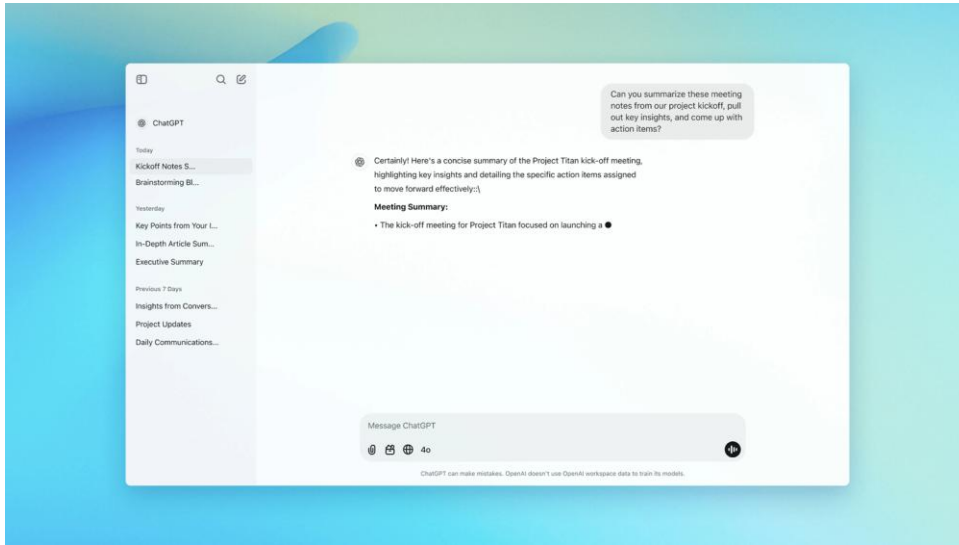 ChatGPT
Today
Kickoff Notes S...
Brainstorming Bl...
Yesterday
Key Points from Your I...
In-Depth Article Sum...
Executive Summary
Previous 7 Days
Insights from Convers...
Project Updates
Daily Communications...
Can you summarize these meeting
notes from our project kickoff, pull
out key insights, and come up with
action items?
Certainly! Here's a concise summary of the Project Titan kick-off meeting,
highlighting key insights and detailing the specific action items assigned
to move forward effectively::\
Meeting Summary:
• The kick-off meeting for Project Titan focused on launching a
Message ChatGPT
4o
ChatGPT can make mistakes. OpenAI doesn't use OpenAI workspace data to train its models.